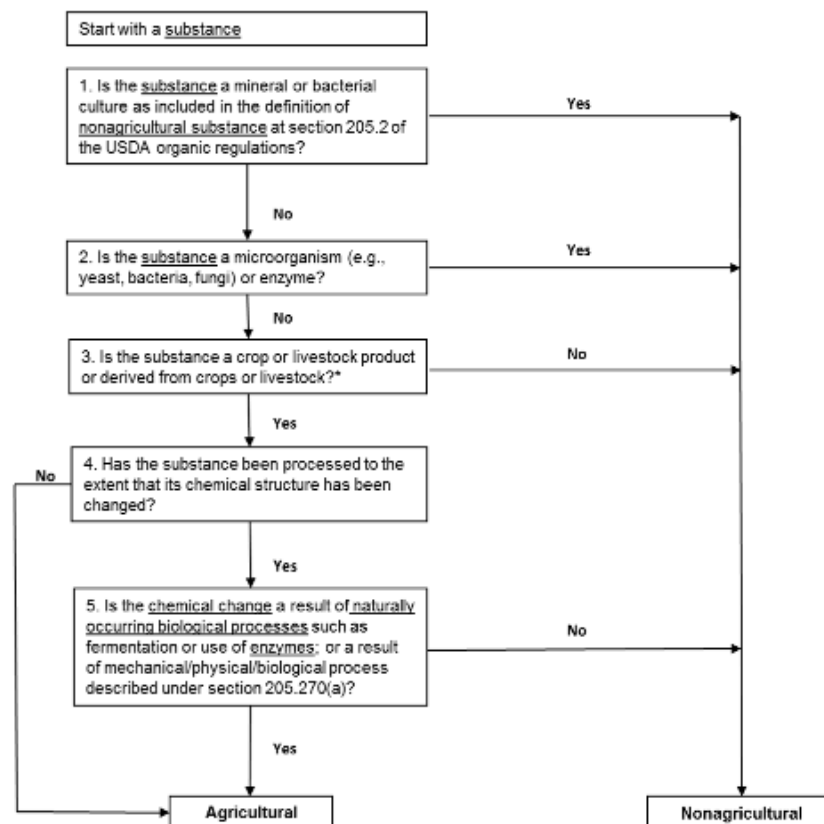 Start with a substance
1. Is the substance a mineral or bacterial
culture as included in the definition of
nonagricultural substance at section 205.2 of
the USDA organic regulations?
Yes
No
2. Is the substance a microorganism (e.g.,
yeast, bacteria, fungi) or enzyme?
Yes
No
3. Is the substance a crop or livestock product
or derived from crops or livestock?*
No
Yes
4. Has the substance been processed to the
extent that its chemical structure has been
changed?
No
Yes
5. Is the chemical change a result of naturally
occurring biological processes such as
fermentation or use of enzymes; or a result
of mechanical/physical/biological process
described under section 205.270(a)?
No
Yes
Agricultural
Nonagricultural